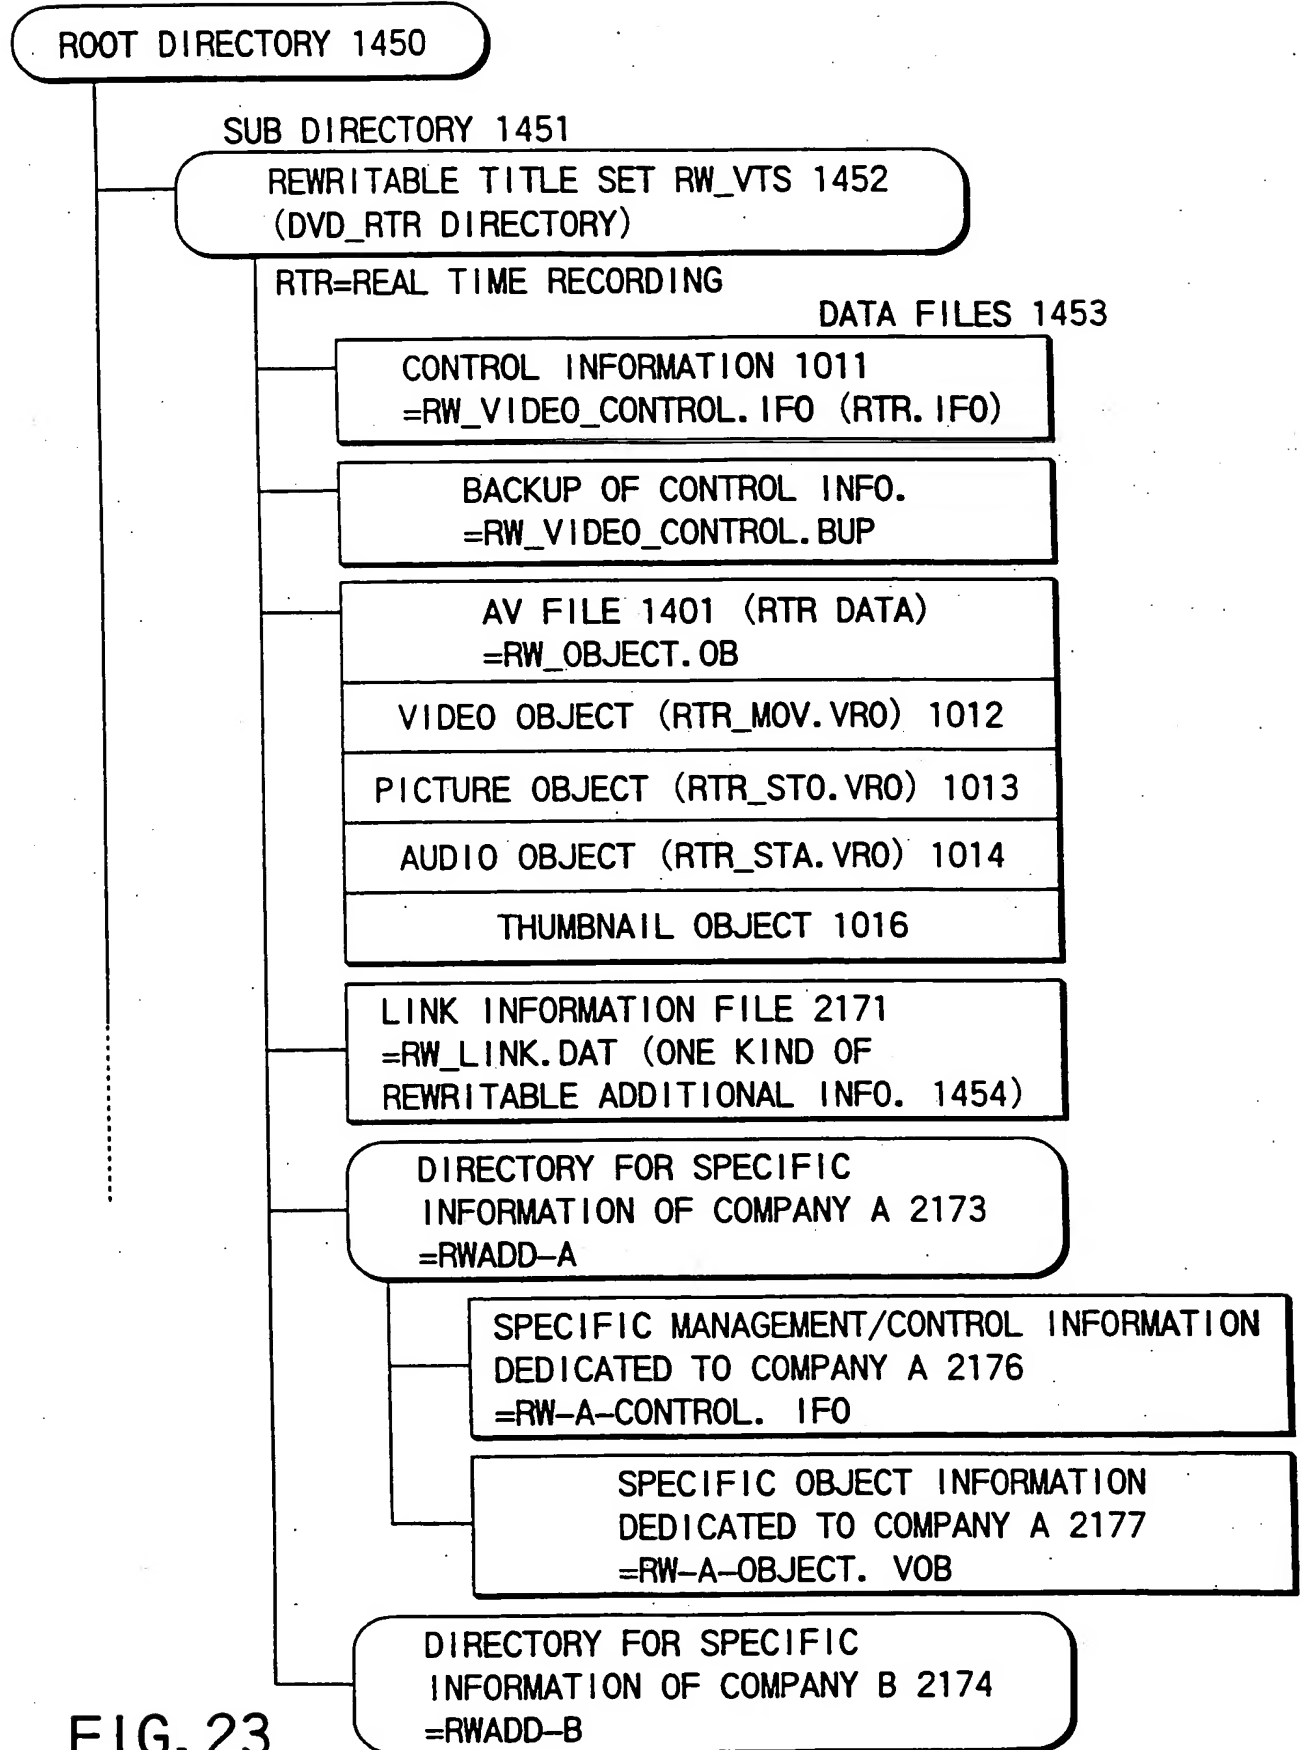 ROOT DIRECTORY 1450
SUB DIRECTORY 1451
REWRITABLE TITLE SET RW_VTS 1452
(DVD_RTR DIRECTORY)
RTR=REAL TIME RECORDING
DATA FILES 1453
CONTROL INFORMATION 1011
=RW_VIDEO_CONTROL.IFO (RTR.IFO)
BACKUP OF CONTROL INFO.
=RW_VIDEO_CONTROL.BUP
AV FILE 1401 (RTR DATA)
=RW_OBJECT.OB
VIDEO OBJECT (RTR_MOV.VRO) 1012
PICTURE OBJECT (RTR_STO.VRO) 1013
AUDIO OBJECT (RTR_STA.VRO) 1014
THUMBNAIL OBJECT 1016
LINK INFORMATION FILE 2171
=RW_LINK.DAT (ONE KIND OF
REWRITABLE ADDITIONAL INFO. 1454)
DIRECTORY FOR SPECIFIC
INFORMATION OF COMPANY A 2173
=RWADD-A
SPECIFIC MANAGEMENT/CONTROL INFORMATION
DEDICATED TO COMPANY A 2176
=RW-A-CONTROL. IFO
SPECIFIC OBJECT INFORMATION
DEDICATED TO COMPANY A 2177
=RW-A-OBJECT. VOB
DIRECTORY FOR SPECIFIC
INFORMATION OF COMPANY B 2174
=RWADD-B
FIG. 23